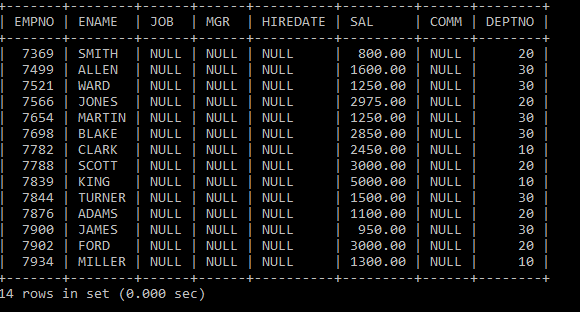 +-------+--------+------+------+----------+---------+------+--------+
| EMPNO | ENAME  | JOB  | MGR  | HIREDATE | SAL     | COMM | DEPTNO |
+-------+--------+------+------+----------+---------+------+--------+
|  7369 | SMITH  | NULL | NULL | NULL     |  800.00 | NULL |     20 |
|  7499 | ALLEN  | NULL | NULL | NULL     | 1600.00 | NULL |     30 |
|  7521 | WARD   | NULL | NULL | NULL     | 1250.00 | NULL |     30 |
|  7566 | JONES  | NULL | NULL | NULL     | 2975.00 | NULL |     20 |
|  7654 | MARTIN | NULL | NULL | NULL     | 1250.00 | NULL |     30 |
|  7698 | BLAKE  | NULL | NULL | NULL     | 2850.00 | NULL |     30 |
|  7782 | CLARK  | NULL | NULL | NULL     | 2450.00 | NULL |     10 |
|  7788 | SCOTT  | NULL | NULL | NULL     | 3000.00 | NULL |     20 |
|  7839 | KING   | NULL | NULL | NULL     | 5000.00 | NULL |     10 |
|  7844 | TURNER | NULL | NULL | NULL     | 1500.00 | NULL |     30 |
|  7876 | ADAMS  | NULL | NULL | NULL     | 1100.00 | NULL |     20 |
|  7900 | JAMES  | NULL | NULL | NULL     |  950.00 | NULL |     30 |
|  7902 | FORD   | NULL | NULL | NULL     | 3000.00 | NULL |     20 |
|  7934 | MILLER | NULL | NULL | NULL     | 1300.00 | NULL |     10 |
+-------+--------+------+------+----------+---------+------+--------+
14 rows in set (0.000 sec)